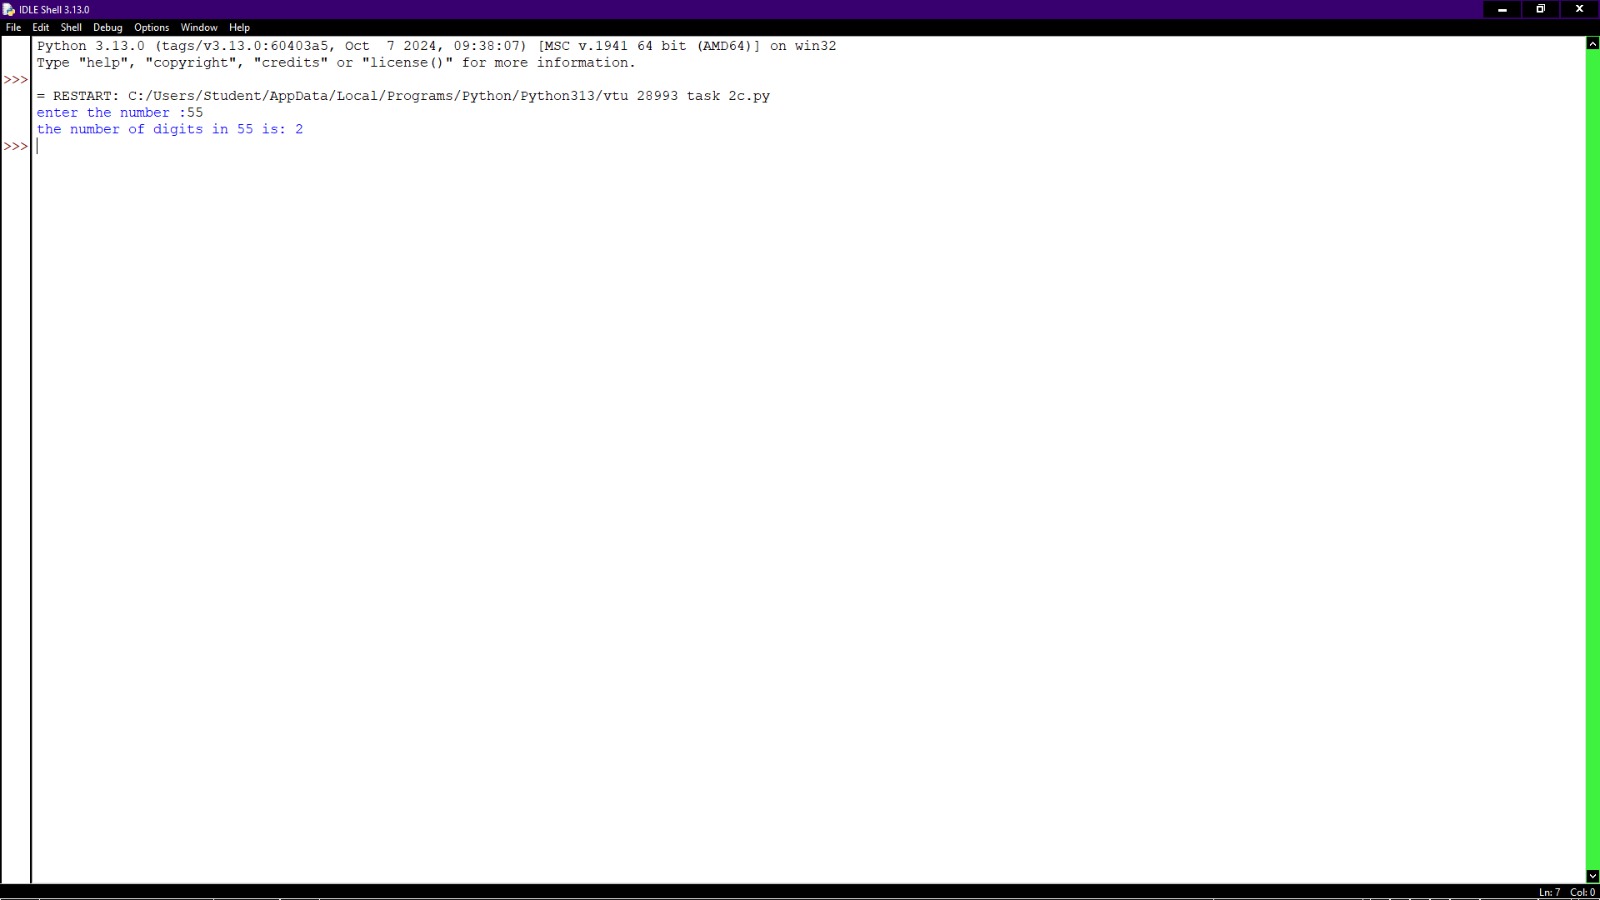 IDLE Shell 3.13.0
File Edit Shell Debug Options Window Help
Python 3.13.0 (tags/v3.13.0:60403a5, Oct  7 2024, 09:38:07) [MSC v.1941 64 bit (AMD64)] on win32
Type "help", "copyright", "credits" or "license()" for more information.
>>>
= RESTART: C:/Users/Student/AppData/Local/Programs/Python/Python313/vtu 28993 task 2c.py
enter the number :55
the number of digits in 55 is: 2
>>>
Ln: 7 Col: 0